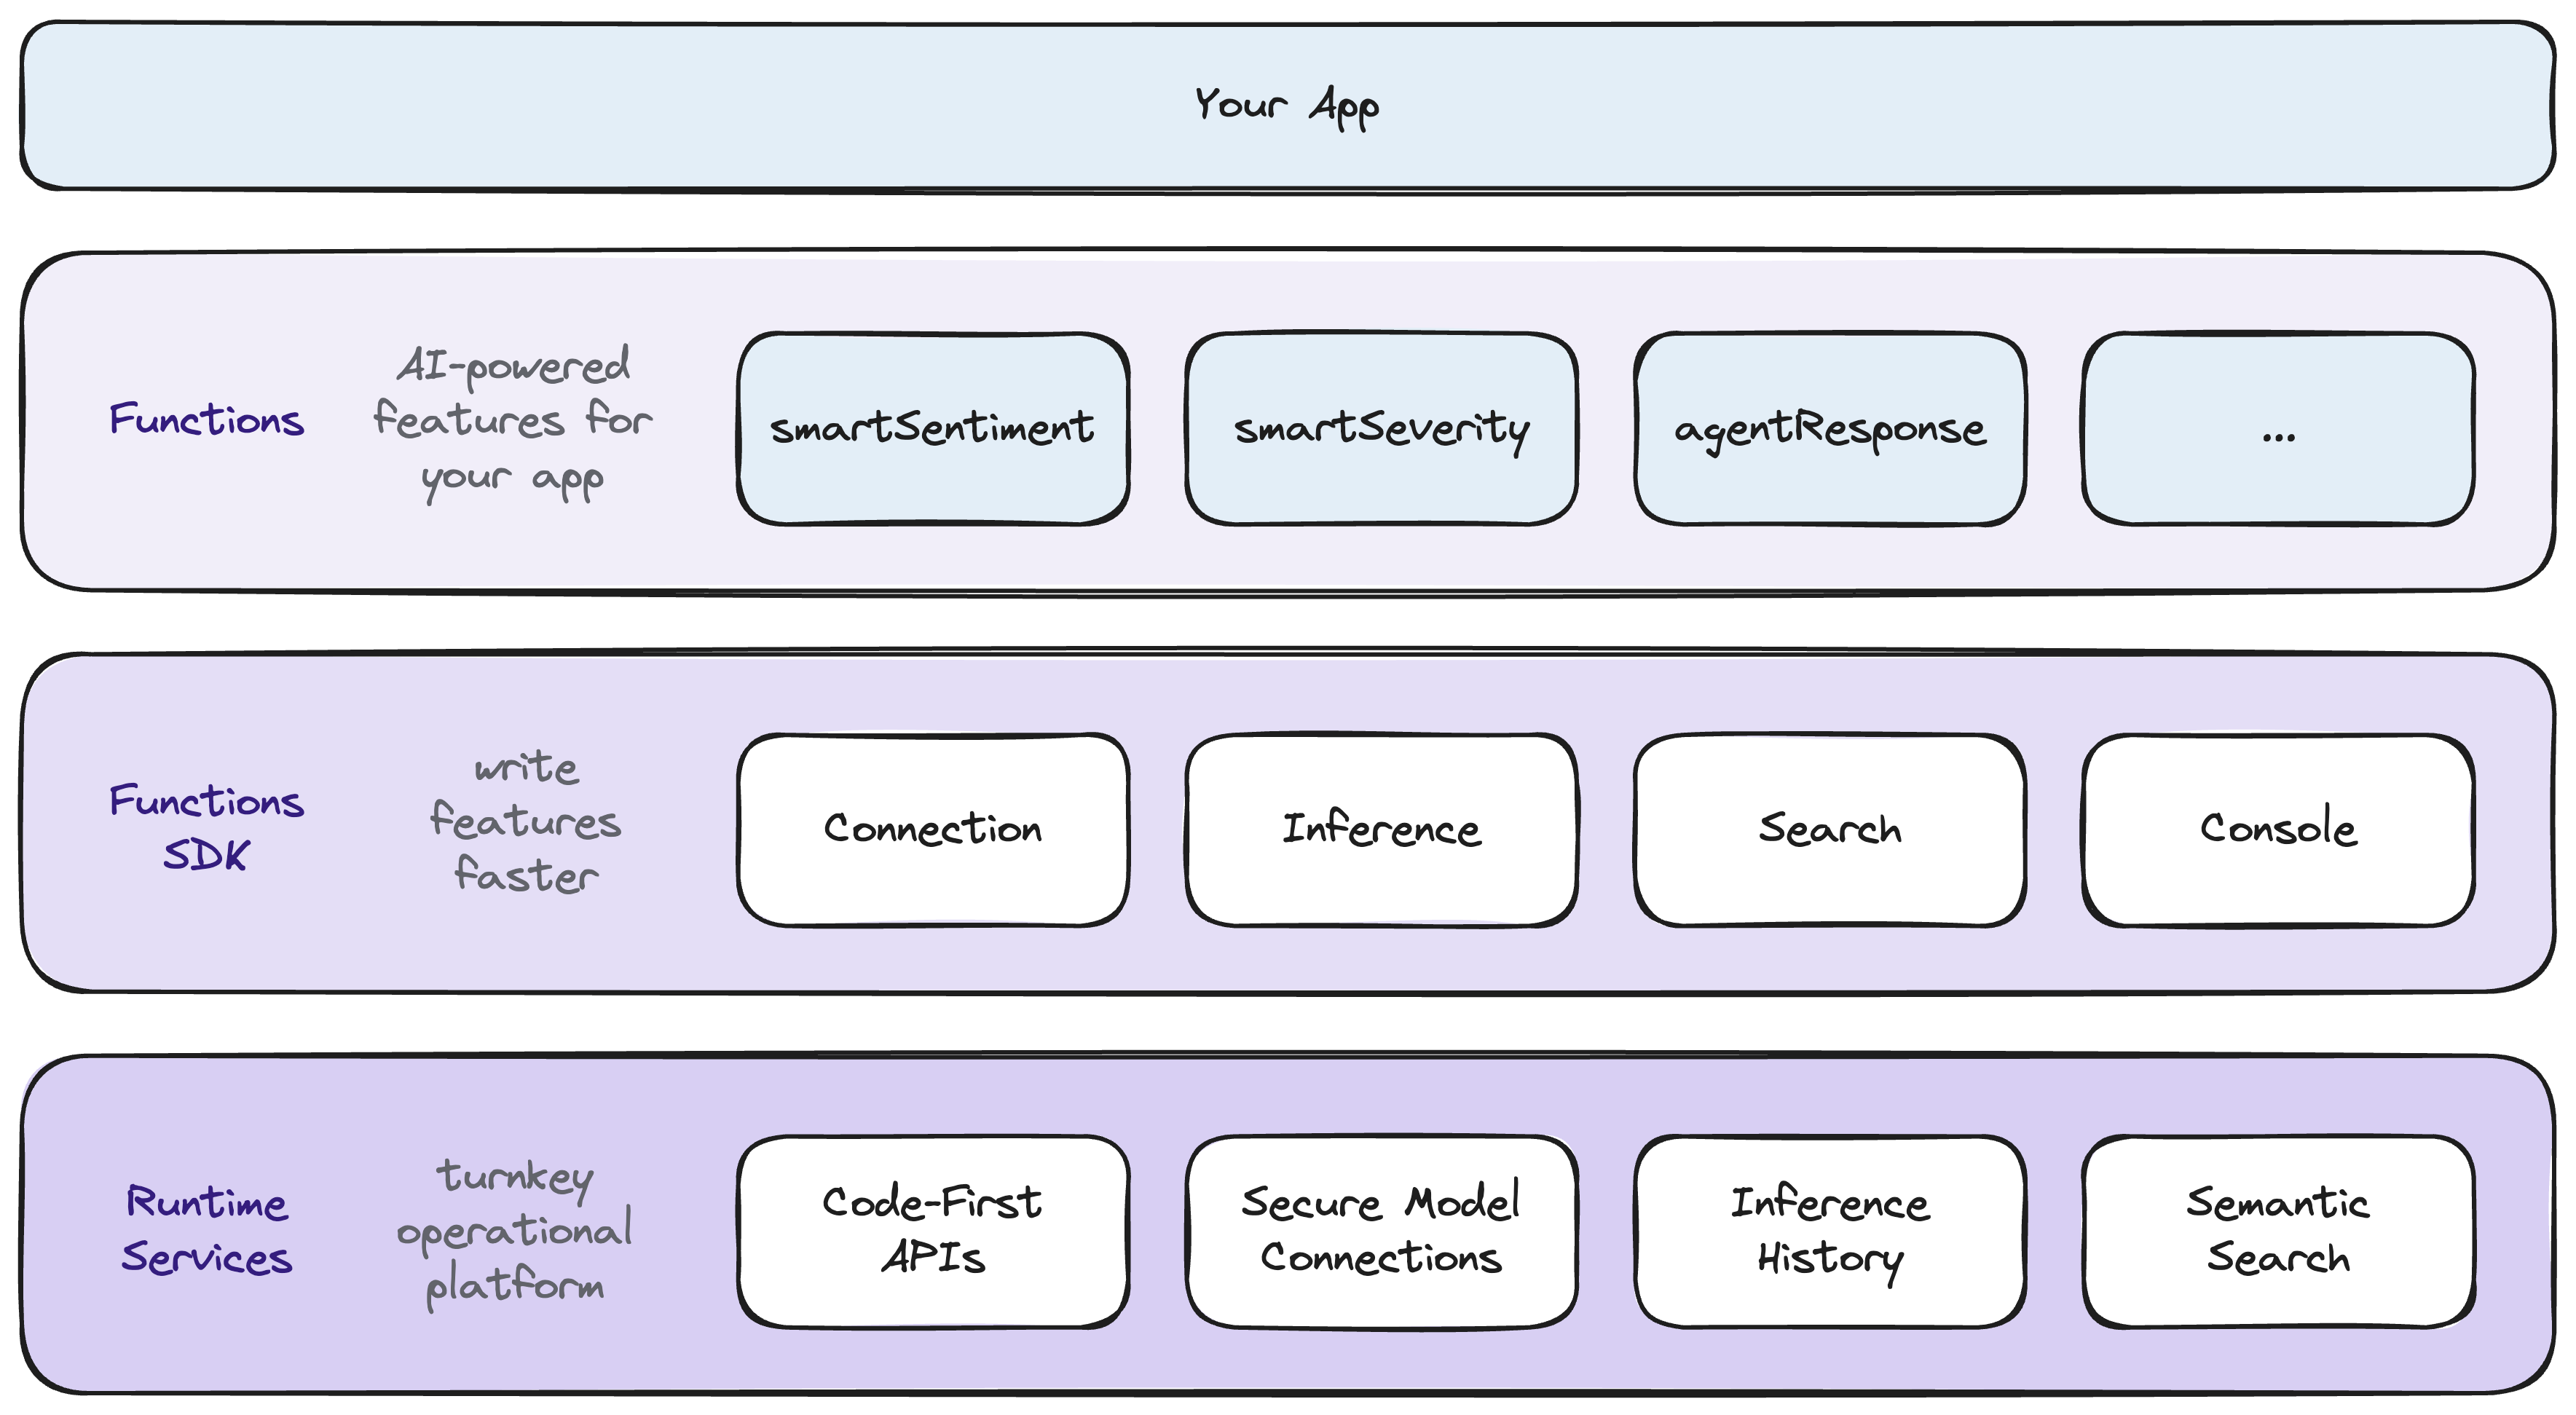 Your App
Functions
AI-powered
features for
your app
smartSentiment
smartSeverity
agentResponse
...
Functions
SDK
write
features
faster
Connection
Inference
Search
Console
Runtime
Services
turnkey
operational
platform
Code-First
APIs
Secure Model
Connections
Inference
History
Semantic
Search